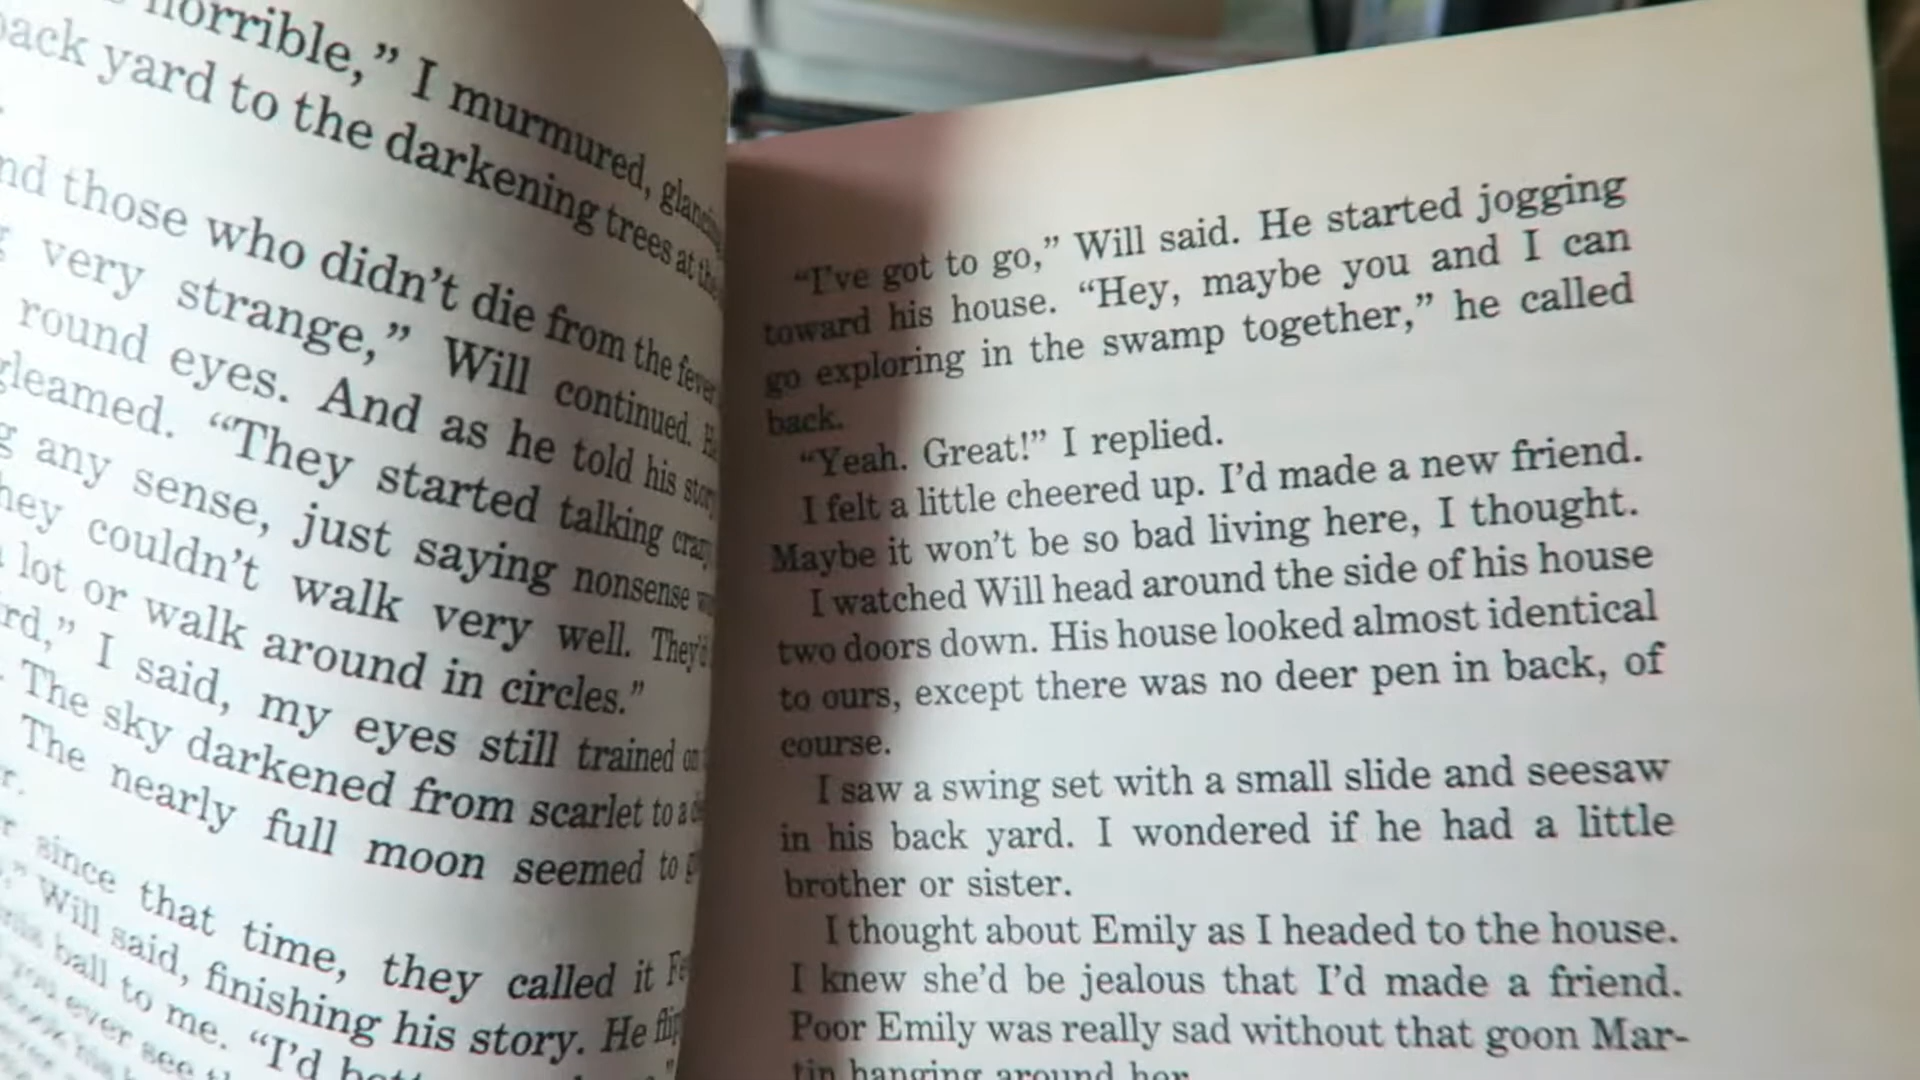 horrible,” I murmured,
back yard to the darkening trees at the
those who didn’t die from the fever
very strange,” Will continued.
round eyes. And as he told his story
gleamed. “They started talking
any sense, just saying nonsense
they couldn’t walk very well. They’d
lot or walk around in circles.”
I said, my eyes still trained on
The sky darkened from scarlet to a
The nearly full moon seemed to
since that time, they called it
Will said, finishing his story. He
ball to me. “I’d
you ever see
“I’ve got to go,” Will said. He started jogging
toward his house. “Hey, maybe you and I can
go exploring in the swamp together,” he called
back.
“Yeah. Great!” I replied.
I felt a little cheered up. I’d made a new friend.
Maybe it won’t be so bad living here, I thought.
I watched Will head around the side of his house
two doors down. His house looked almost identical
to ours, except there was no deer pen in back, of
course.
I saw a swing set with a small slide and seesaw
in his back yard. I wondered if he had a little
brother or sister.
I thought about Emily as I headed to the house.
I knew she’d be jealous that I’d made a friend.
Poor Emily was really sad without that goon Mar-
tin hanging around her.